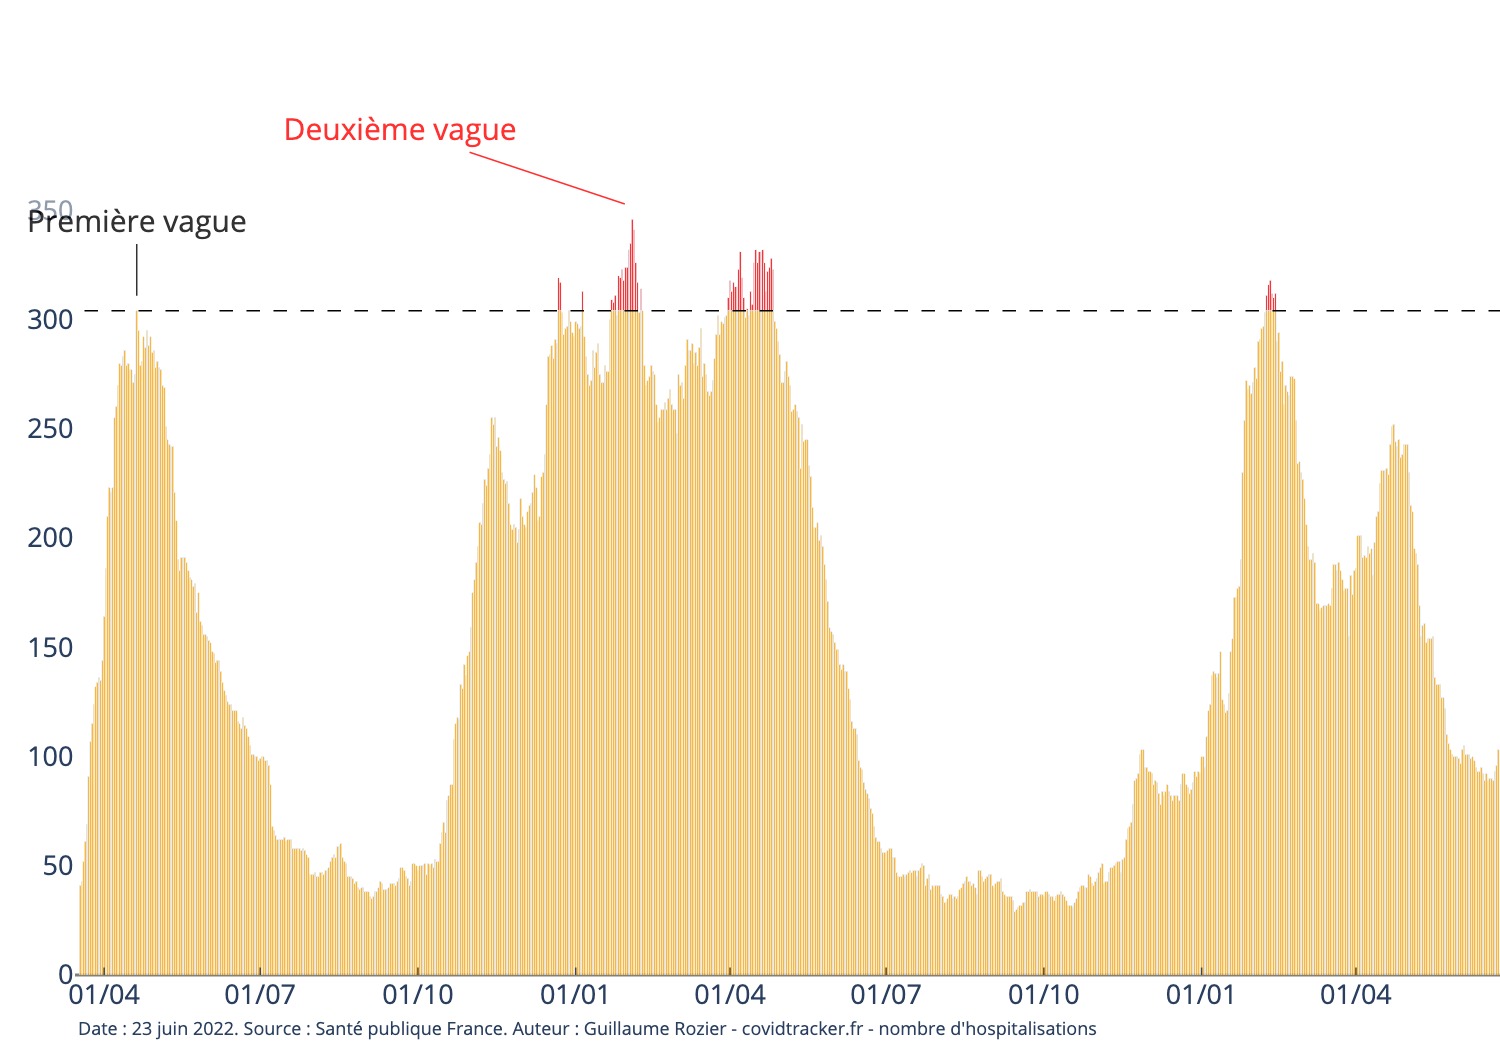 Deuxième vague
350
Première vague
300
250
200
150
100
50
0
01/04 01/07 01/10 01/01 01/04 01/07 01/10 01/01 01/04
Date : 23 juin 2022. Source : Santé publique France. Auteur : Guillaume Rozier - covidtracker.fr - nombre d'hospitalisations